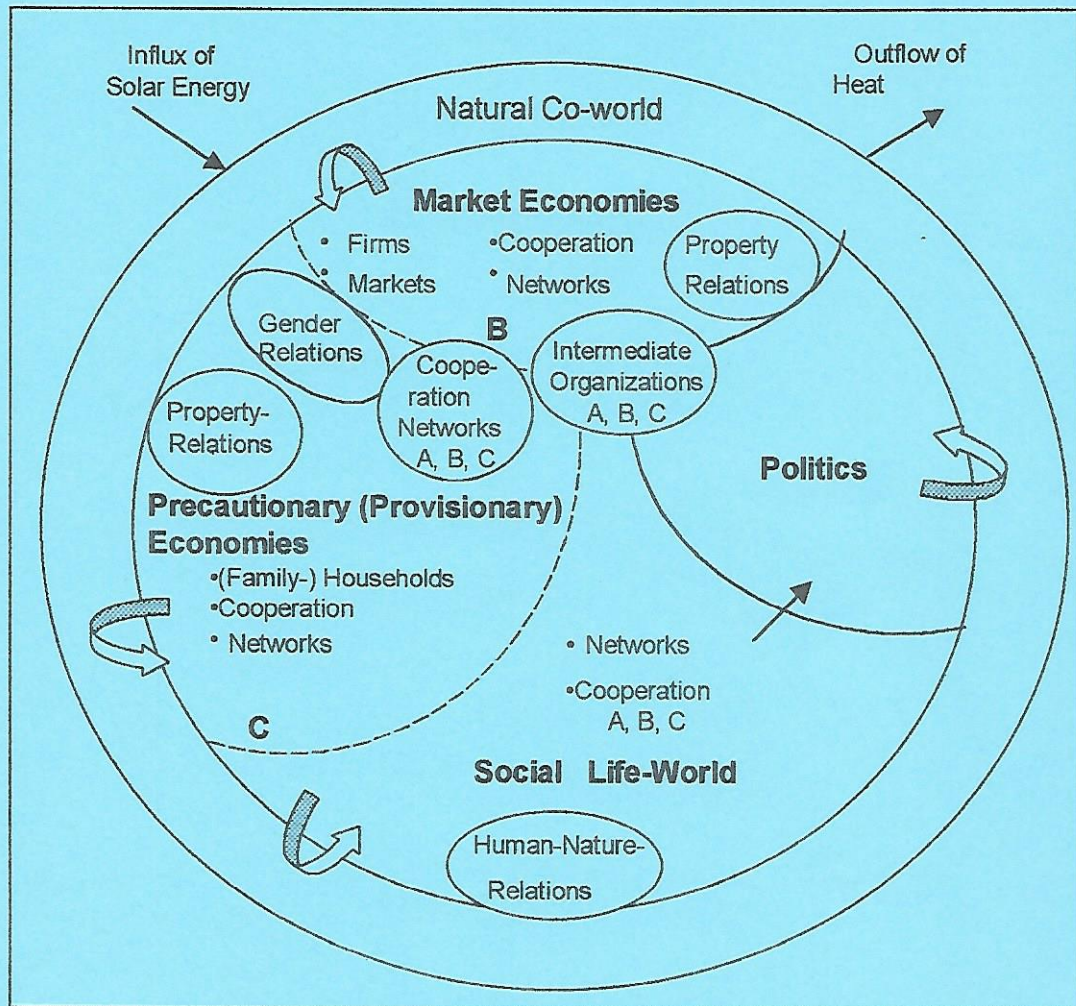 Influx of
Solar Energy
Outflow of
Heat
Natural Co-world
Market Economies
• Firms
•Cooperation
• Markets
• Networks
Property
Relations
Gender
Relations
B
Coope-
ration
Networks
A, B, C
Intermediate
Organizations
A, B, C
Property-
Relations
Politics
Precautionary (Provisionary)
Economies
•(Family-) Households
•Cooperation
• Networks
• Networks
•Cooperation
A, B, C
C
Social Life-World
Human-Nature-
Relations